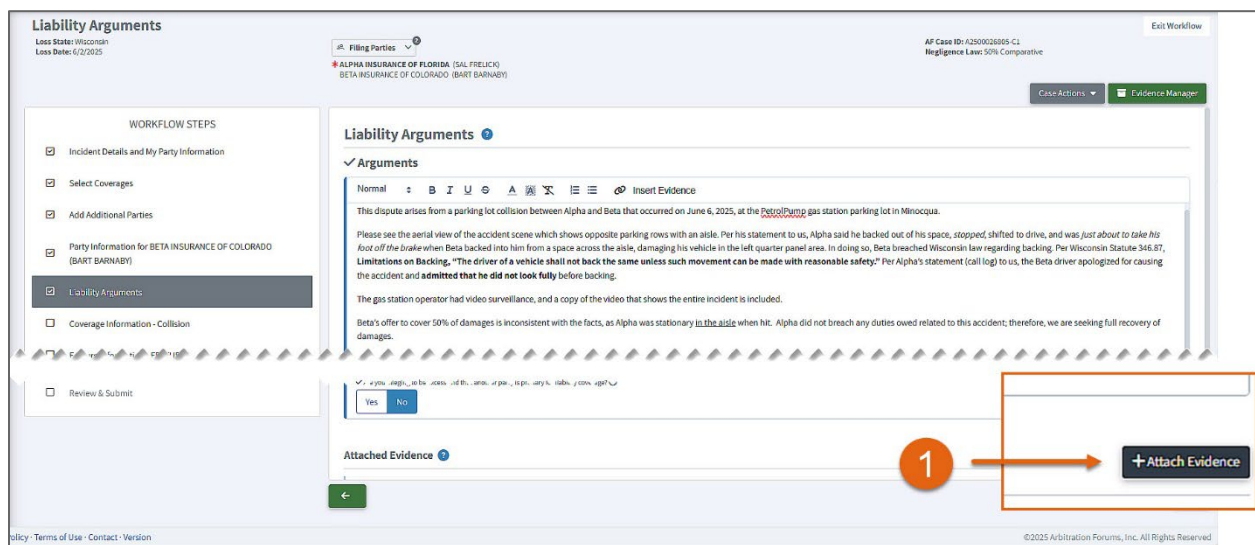 Liability Arguments
Loss State: Wisconsin
Loss Date: 6/2/2025
Filing Parties
ALPHA INSURANCE OF FLORIDA (SAL FRELICK)
BETA INSURANCE OF COLORADO (BART BARNABY)
AF Case ID: A2500026805-C1
Negligence Law: 50% Comparative
Exit Workflow
Case Actions
Evidence Manager
WORKFLOW STEPS
Incident Details and My Party Information
Select Coverages
Add Additional Parties
Party Information for BETA INSURANCE OF COLORADO
(BART BARNABY)
Liability Arguments
Coverage Information - Collision
Review & Submit
Liability Arguments
Arguments
Normal B I U S A A Insert Evidence
This dispute arises from a parking lot collision between Alpha and Beta that occurred on June 6, 2025, at the PetrolPump gas station parking lot in Minocqua.
Please see the aerial view of the accident scene which shows opposite parking rows with an aisle. Per his statement to us, Alpha said he backed out of his space, stopped, shifted to drive, and was just about to take his
foot off the brake when Beta backed into him from a space across the aisle, damaging his vehicle in the left quarter panel area. In doing so, Beta breached Wisconsin law regarding backing. Per Wisconsin Statute 346.87,
Limitations on Backing, “The driver of a vehicle shall not back the same unless such movement can be made with reasonable safety.” Per Alpha's statement (call log) to us, the Beta driver apologized for causing
the accident and admitted that he did not look fully before backing.
The gas station operator had video surveillance, and a copy of the video that shows the entire incident is included.
Beta's offer to cover 50% of damages is inconsistent with the facts, as Alpha was stationary in the aisle when hit. Alpha did not breach any duties owed related to this accident; therefore, we are seeking full recovery of
damages.
Yes No
Attached Evidence
1
+Attach Evidence
olicy · Terms of Use · Contact · Version
©2025 Arbitration Forums, Inc. All Rights Reserved